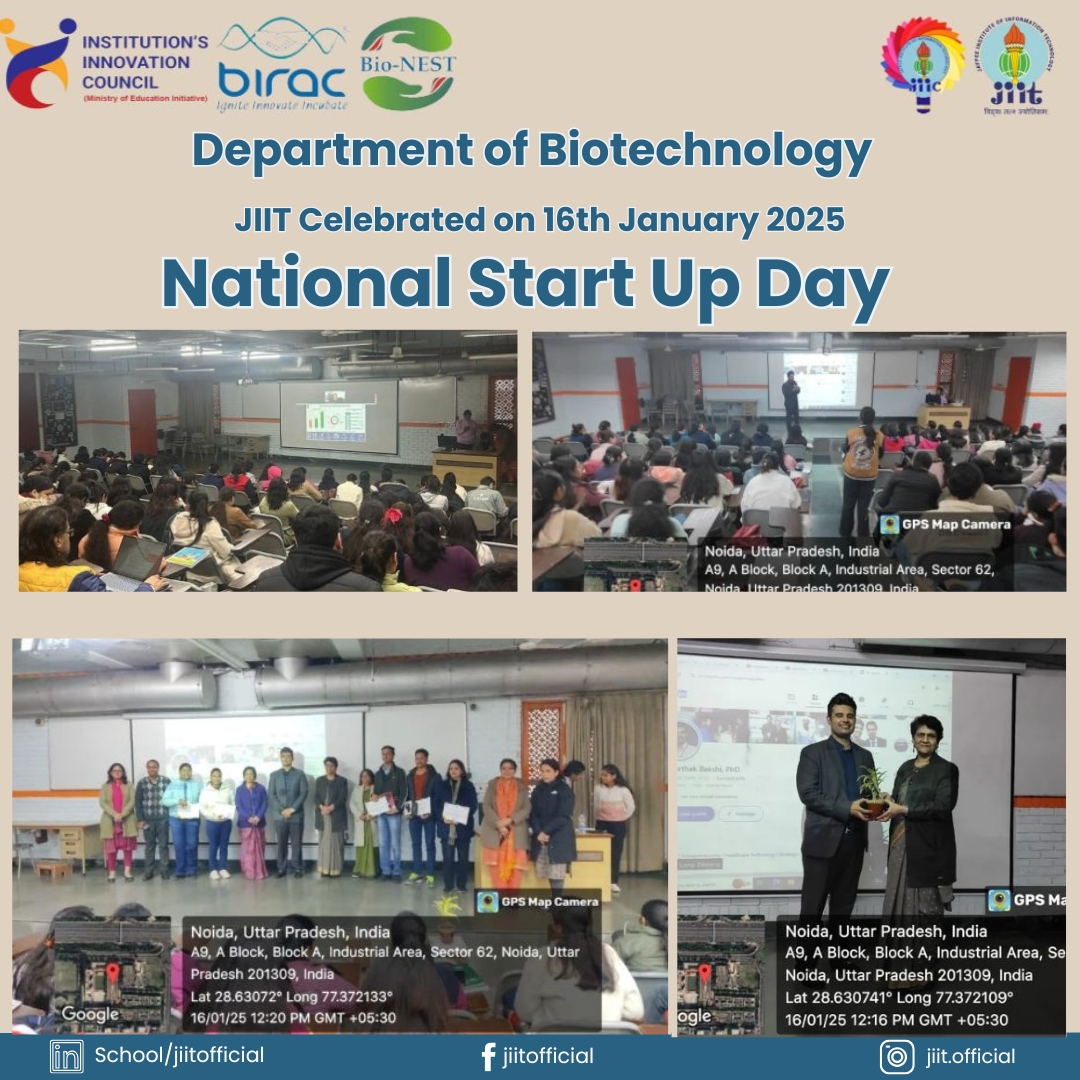 INSTITUTION'S
INNOVATION
COUNCIL
(Ministry of Education Initiative)
birac
Ignite Innovate Incubate
Bio-NEST
jiic
JAYPEE INSTITUTE OF INFORMATION TECHNOLOGY
jiit
Department of Biotechnology
JIIT Celebrated on 16th January 2025
National Start Up Day
GPS Map Camera
Noida, Uttar Pradesh, India
A9, A Block, Block A, Industrial Area, Sector 62,
Noida, Uttar Pradesh 201309, India
GPS Map Camera
Noida, Uttar Pradesh, India
A9, A Block, Block A, Industrial Area, Sector 62, Noida, Uttar
Pradesh 201309, India
Lat 28.63072° Long 77.372133°
16/01/25 12:20 PM GMT +05:30
Google
rthak Bakshi, PhD
GPS Ma
Noida, Uttar Pradesh, India
A9, A Block, Block A, Industrial Area, Se
Noida, Uttar Pradesh 201309, India
Lat 28.630741° Long 77.372109°
16/01/25 12:16 PM GMT +05:30
ogle
in School/jiitofficial
f jiitofficial
jiit.official